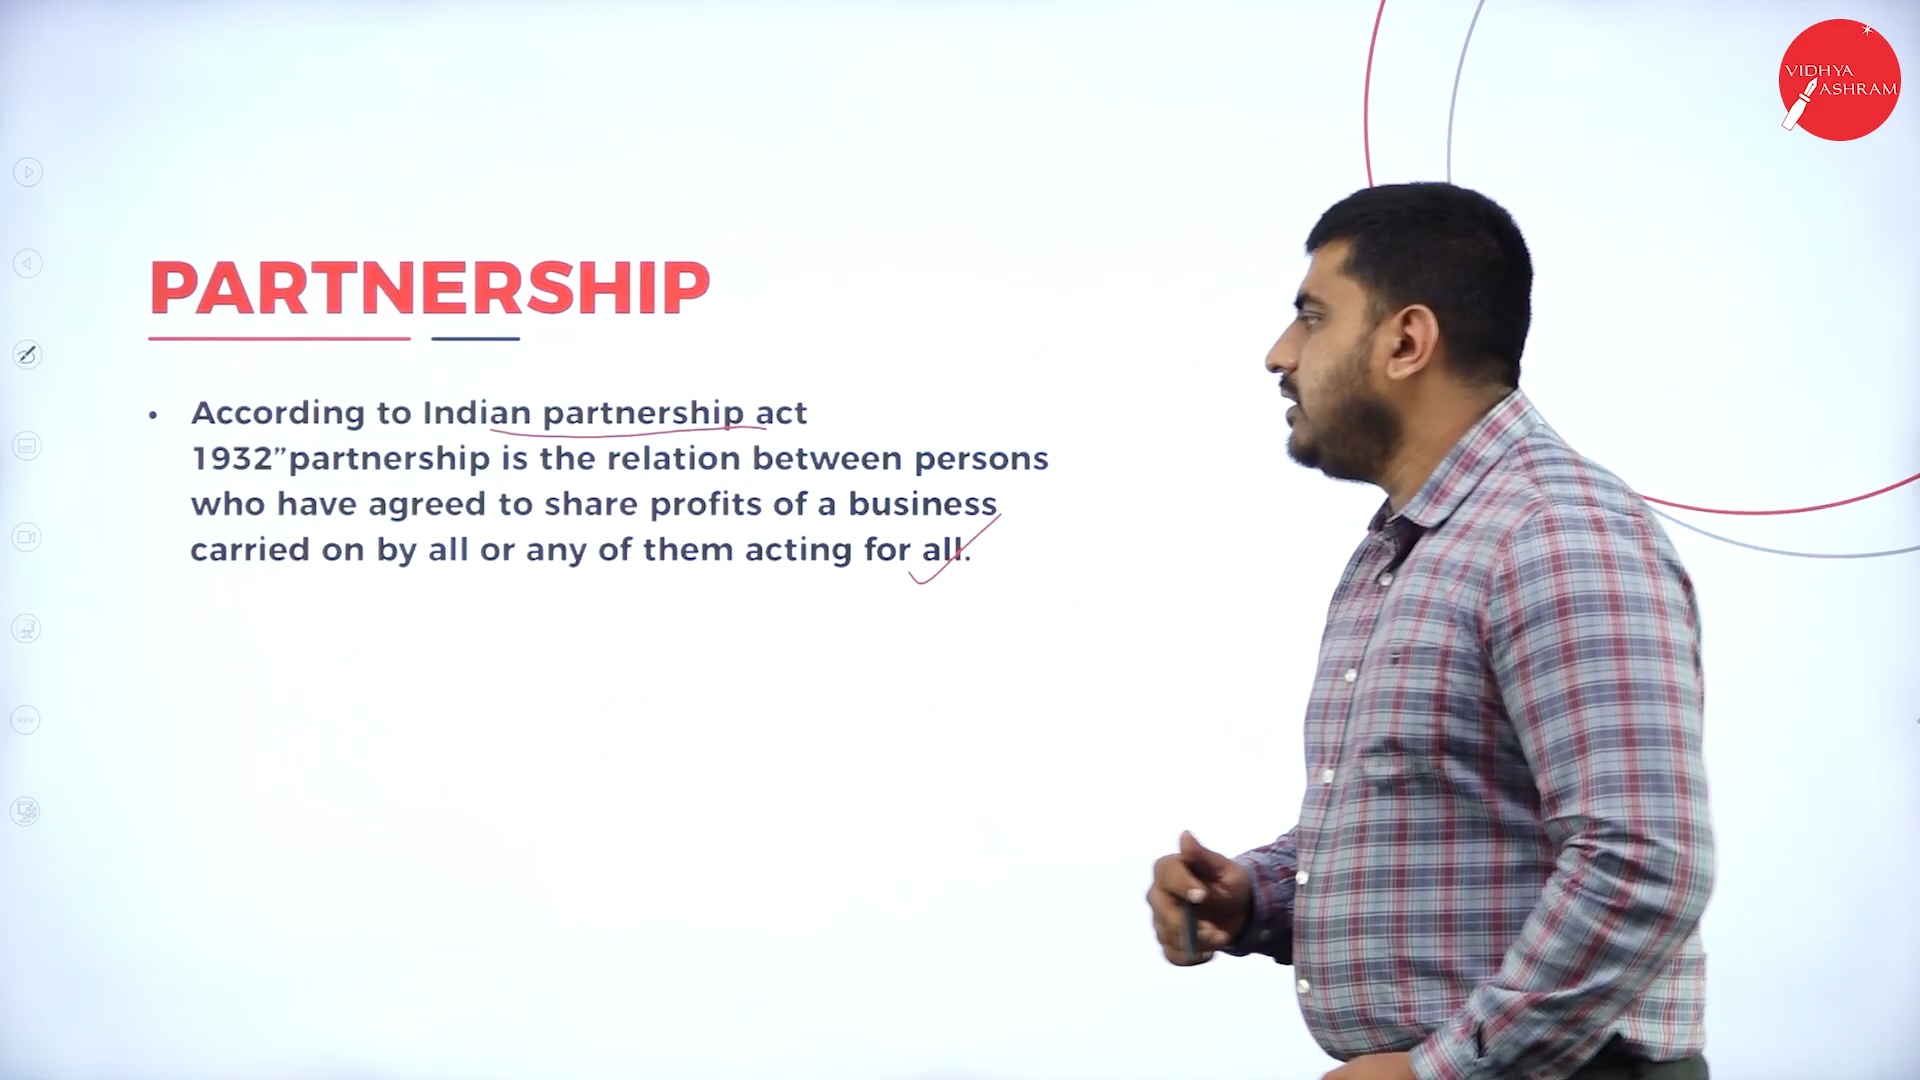 VIDHYA
ASHRAM
PARTNERSHIP
• According to Indian partnership act
1932”partnership is the relation between persons
who have agreed to share profits of a business
carried on by all or any of them acting for all.